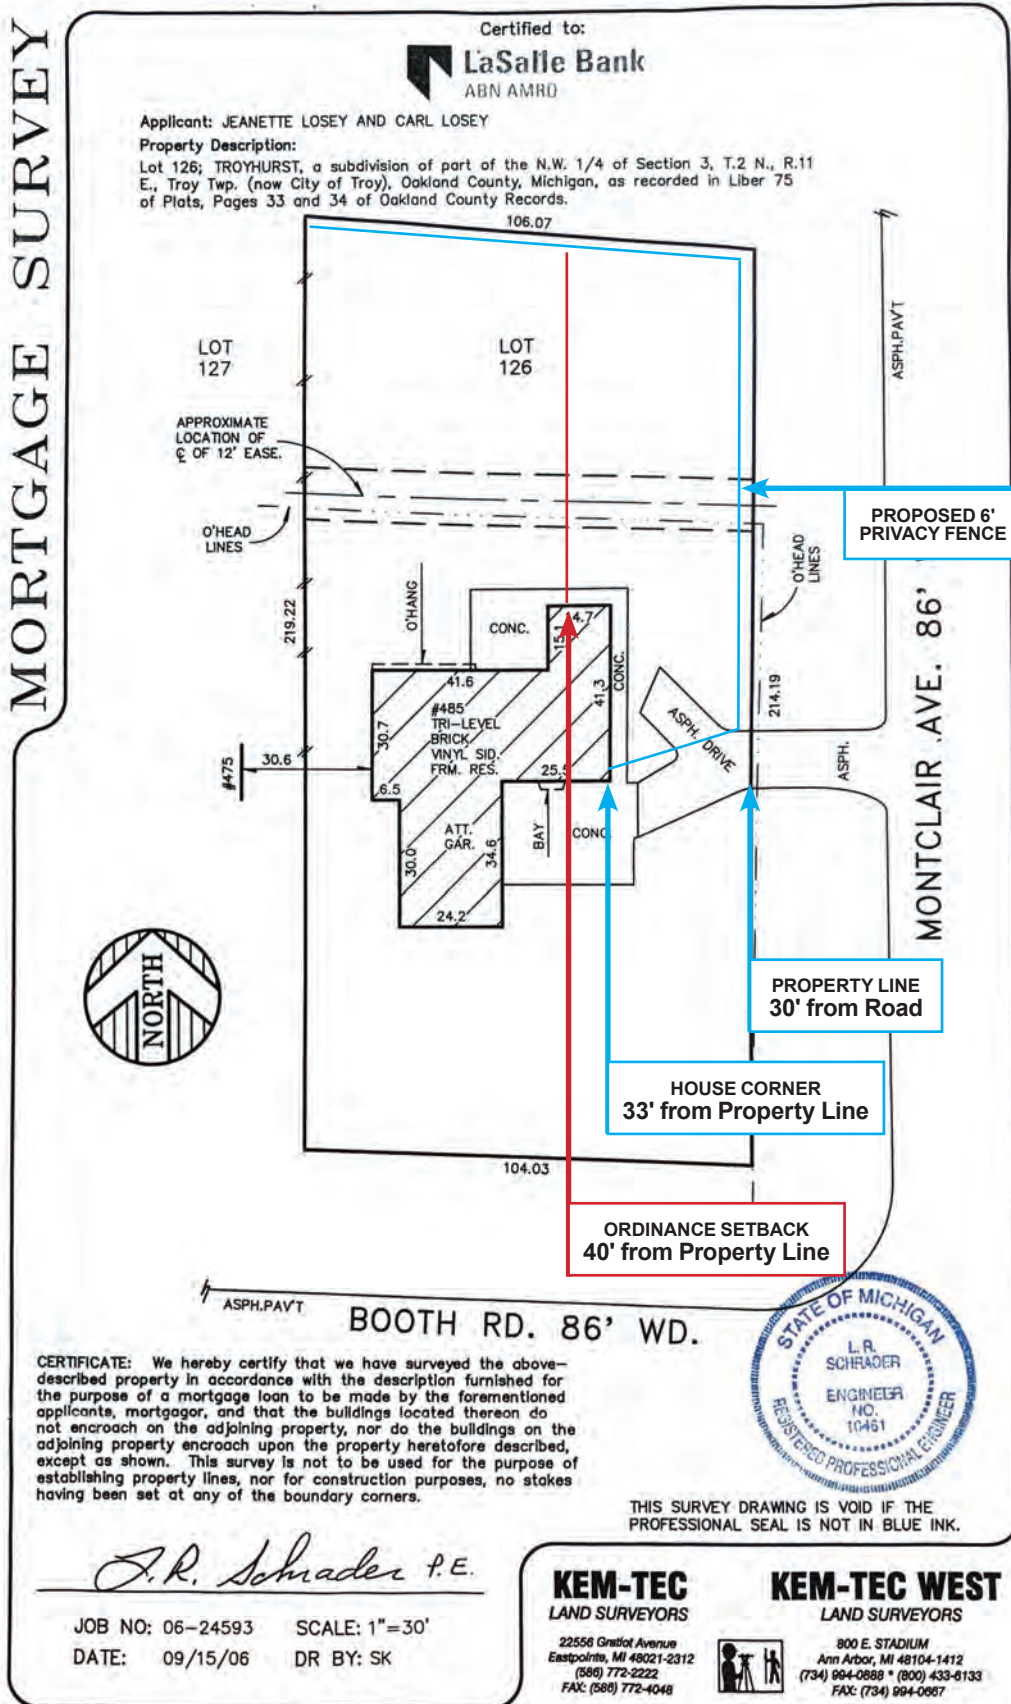 MORTGAGE SURVEY
Certified to:
LaSalle Bank
ABN AMRO
Applicant: JEANETTE LOSEY AND CARL LOSEY
Property Description:
Lot 126; TROYHURST, a subdivision of part of the N.W. 1/4 of Section 3, T.2 N., R.11
E., Troy Twp. (now City of Troy), Oakland County, Michigan, as recorded in Liber 75
of Plats, Pages 33 and 34 of Oakland County Records.
106.07
LOT
127
LOT
126
ASPH.PAV'T
APPROXIMATE
LOCATION OF
℄ OF 12' EASE.
O'HEAD
LINES
PROPOSED 6'
PRIVACY FENCE
O'HEAD
LINES
MONTCLAIR AVE. 86'
219.22
O'HANG
CONC.
15.1
4.7
CONC.
41.6
41.3
214.19
#485
TRI-LEVEL
BRICK
VINYL SID.
FRM. RES.
30.7
ASPH. DRIVE
ASPH.
#475
30.6
25.5
6.5
ATT.
GAR.
BAY
CONC.
30.0
34.6
24.2
NORTH
PROPERTY LINE
30' from Road
HOUSE CORNER
33' from Property Line
104.03
ORDINANCE SETBACK
40' from Property Line
ASPH.PAV'T
BOOTH RD. 86' WD.
STATE OF MICHIGAN
L. R.
SCHRADER
ENGINEER
NO.
10461
REGISTERED PROFESSIONAL ENGINEER
CERTIFICATE: We hereby certify that we have surveyed the above-
described property in accordance with the description furnished for
the purpose of a mortgage loan to be made by the forementioned
applicants, mortgagor, and that the buildings located thereon do
not encroach on the adjoining property, nor do the buildings on the
adjoining property encroach upon the property heretofore described,
except as shown. This survey is not to be used for the purpose of
establishing property lines, nor for construction purposes, no stakes
having been set at any of the boundary corners.
THIS SURVEY DRAWING IS VOID IF THE
PROFESSIONAL SEAL IS NOT IN BLUE INK.
L.R. Schrader P.E.
JOB NO: 06-24593 SCALE: 1"=30'
DATE: 09/15/06 DR BY: SK
KEM-TEC
LAND SURVEYORS
22556 Gratiot Avenue
Eastpointe, MI 48021-2312
(586) 772-2222
FAX: (586) 772-4048
KEM-TEC WEST
LAND SURVEYORS
800 E. STADIUM
Ann Arbor, MI 48104-1412
(734) 994-0888 * (800) 433-6133
FAX: (734) 994-0667